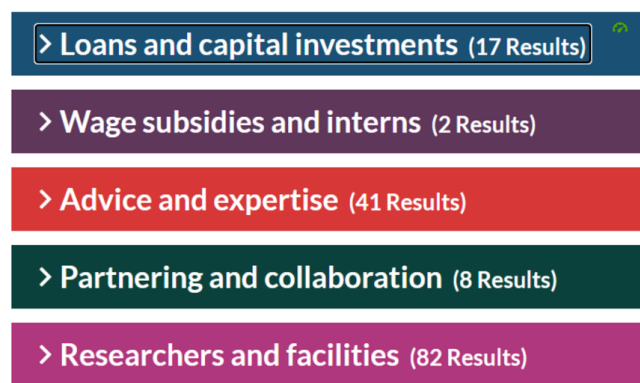 Loans and capital investments (17 Results)
Wage subsidies and interns (2 Results)
Advice and expertise (41 Results)
Partnering and collaboration (8 Results)
Researchers and facilities (82 Results)